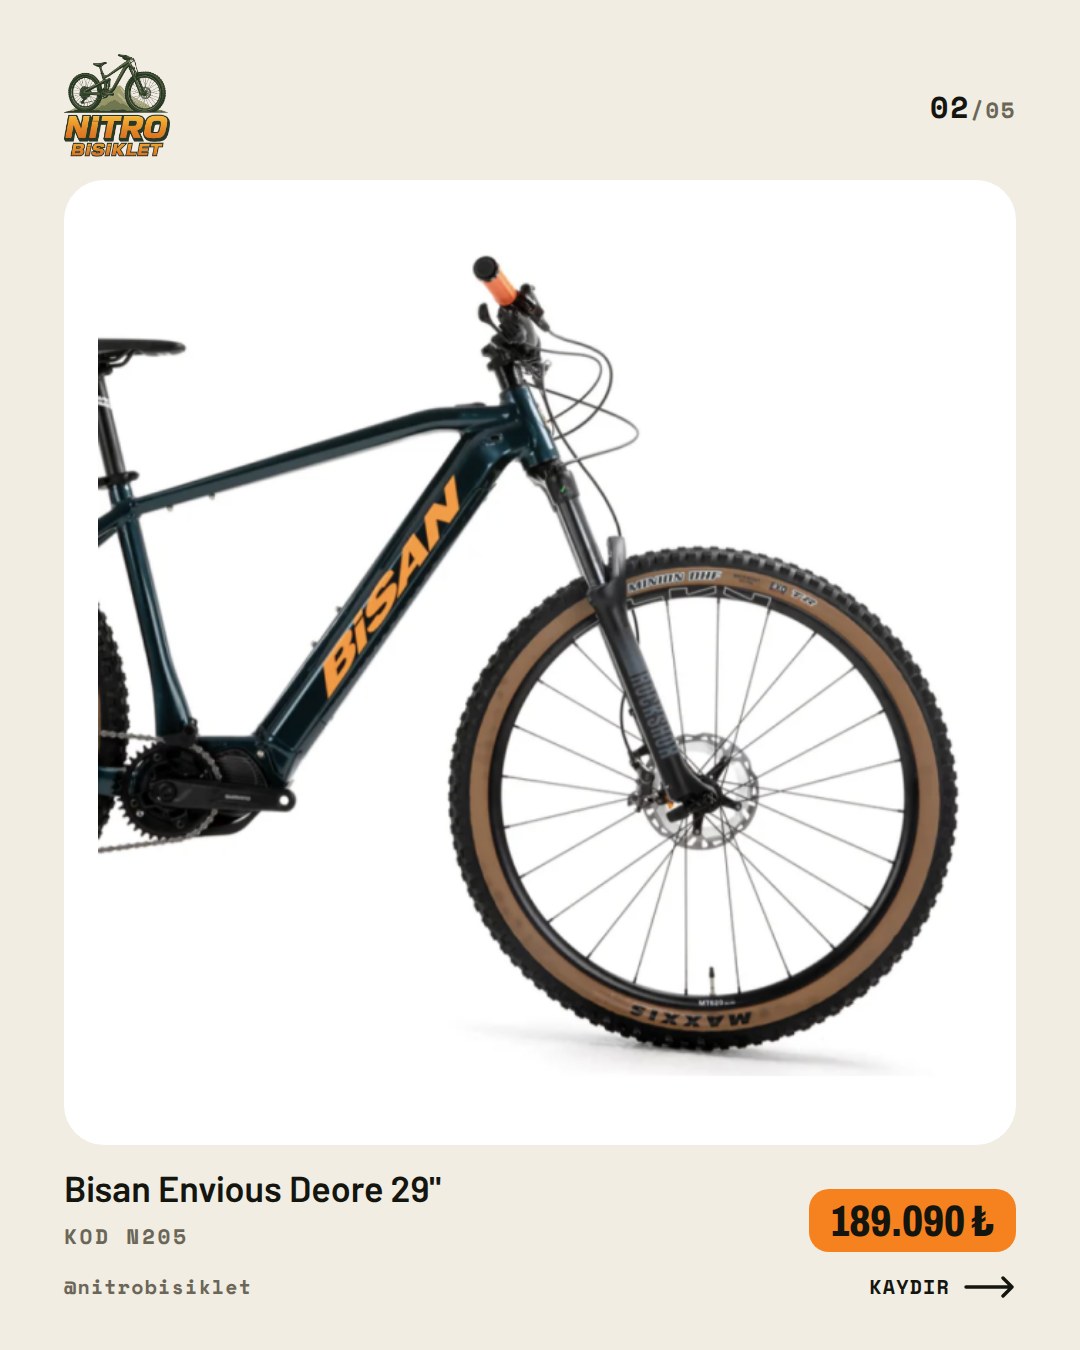 NiTRO
BISIKLET
02/05
BiSAN
MINION DHF
ROCKSHOX
MAXXIS
Bisan Envious Deore 29"
KOD N205
189.090 ₺
@nitrobisiklet
KAYDIR